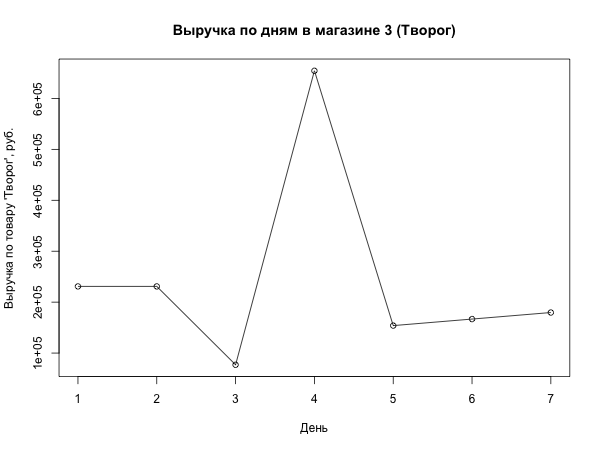 Выручка по дням в магазине 3 (Творог)
Выручка по товару 'Творог', руб.
6e+05
5e+05
4e+05
3e+05
2e+05
1e+05
1 2 3 4 5 6 7
День